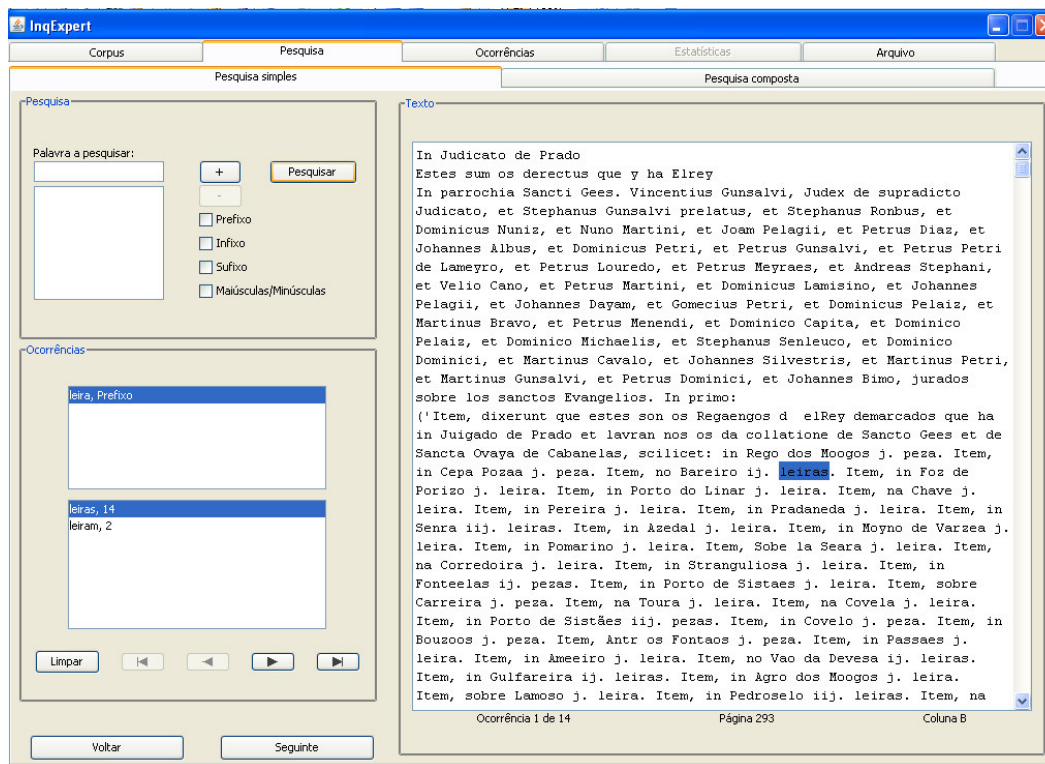 InqExpert
Corpus
Pesquisa
Ocorrências
Estatísticas
Arquivo
Pesquisa simples
Pesquisa composta
Pesquisa
Palavra a pesquisar:
+
Pesquisar
-
Prefixo
Infixo
Sufixo
Maiúsculas/Minúsculas
Ocorrências
leira, Prefixo
leiras, 14
leiram, 2
Limpar
Voltar
Seguinte
Texto
In Judicato de Prado
Estes sum os derectus que y ha Elrey
In parrochia Sancti Gees. Vincentius Gunsalvi, Judex de supradicto
Judicato, et Stephanus Gunsalvi prelatus, et Stephanus Ronbus, et
Dominicus Nuniz, et Nuno Martini, et Joam Pelagii, et Petrus Diaz, et
Johannes Albus, et Dominicus Petri, et Petrus Gunsalvi, et Petrus Petri
de Lameyro, et Petrus Louredo, et Petrus Meyraes, et Andreas Stephani,
et Velio Cano, et Petrus Martini, et Dominicus Lamisino, et Johannes
Pelagii, et Johannes Dayam, et Gomecius Petri, et Dominicus Pelaiz, et
Martinus Bravo, et Petrus Menendi, et Dominico Capita, et Dominico
Pelaiz, et Dominico Michaelis, et Stephanus Senleuco, et Dominico
Dominici, et Martinus Cavalo, et Johannes Silvestris, et Martinus Petri,
et Martinus Gunsalvi, et Petrus Dominici, et Johannes Bimo, jurados
sobre los sanctos Evangelios. In primo:
('Item, dixerunt que estes son os Regaengos d elRey demarcados que ha
in Juigado de Prado et lavran nos os da collatione de Sancto Gees et de
Sancta Ovaya de Cabanelas, scilicet: in Rego dos Moogos j. peza. Item,
in Cepa Pozaa j. peza. Item, no Bareiro ij. leiras. Item, in Foz de
Porizo j. leira. Item, in Porto do Linar j. leira. Item, na Chave j.
leira. Item, in Pereira j. leira. Item, in Pradaneda j. leira. Item, in
Senra iij. leiras. Item, in Azedal j. leira. Item, in Moyno de Varzea j.
leira. Item, in Pomarino j. leira. Item, Sobe la Seara j. leira. Item,
na Corredoira j. leira. Item, in Stranguliosa j. leira. Item, in
Fonteelas ij. pezas. Item, in Porto de Sistaes j. leira. Item, sobre
Carreira j. peza. Item, na Toura j. leira. Item, na Covela j. leira.
Item, in Porto de Sistães iij. pezas. Item, in Covelo j. peza. Item, in
Bouzoos j. peza. Item, Antr os Fontaos j. peza. Item, in Passaes j.
leira. Item, in Ameeiro j. leira. Item, no Vao da Devesa ij. leiras.
Item, in Gulfareira ij. leiras. Item, in Agro dos Moogos j. leira.
Item, sobre Lamoso j. leira. Item, in Pedroselo iij. leiras. Item, na
Ocorrência 1 de 14
Página 293
Coluna B